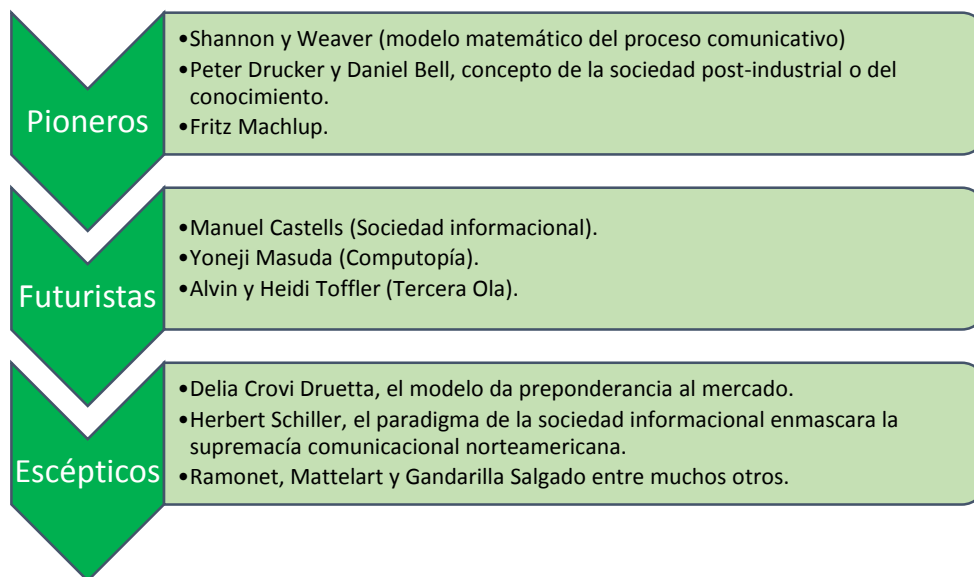 Pioneros
•Shannon y Weaver (modelo matemático del proceso comunicativo)
•Peter Drucker y Daniel Bell, concepto de la sociedad post-industrial o del
conocimiento.
•Fritz Machlup.
Futuristas
•Manuel Castells (Sociedad informacional).
•Yoneji Masuda (Computopía).
•Alvin y Heidi Toffler (Tercera Ola).
Escépticos
•Delia Crovi Druetta, el modelo da preponderancia al mercado.
•Herbert Schiller, el paradigma de la sociedad informacional enmascara la
supremacía comunicacional norteamericana.
•Ramonet, Mattelart y Gandarilla Salgado entre muchos otros.